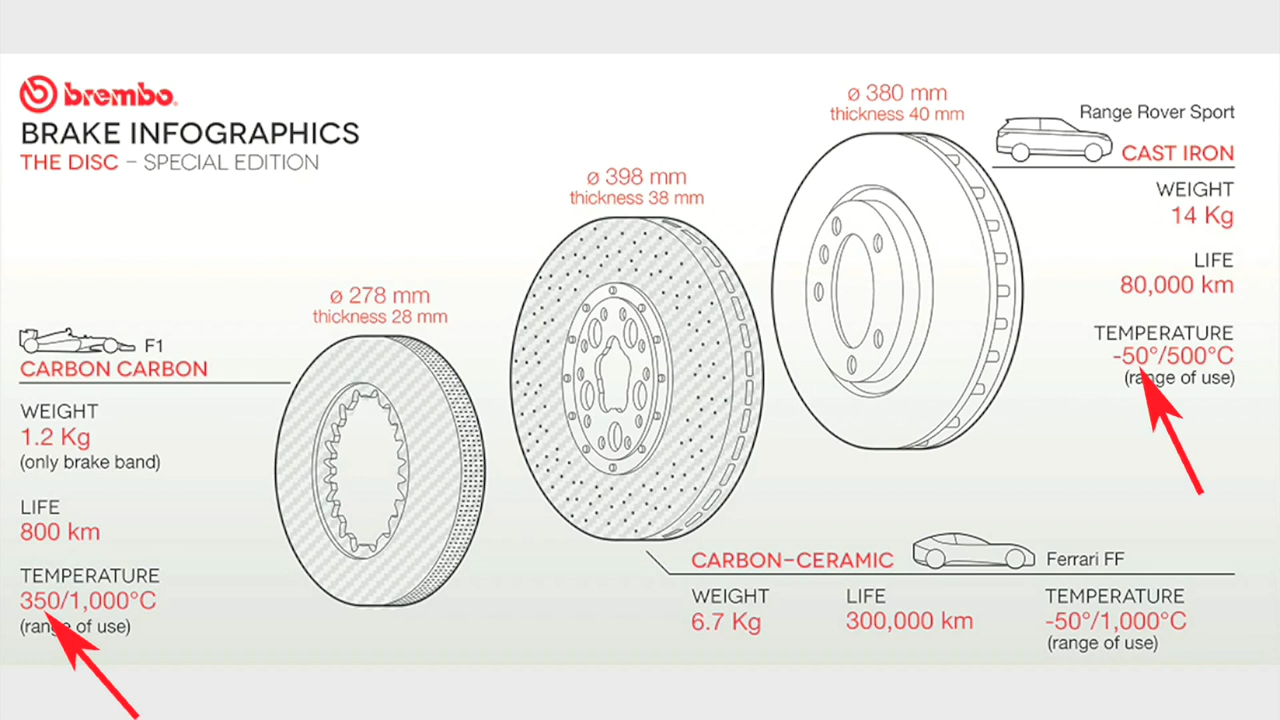 brembo.
BRAKE INFOGRAPHICS
THE DISC – SPECIAL EDITION
F1
CARBON CARBON
WEIGHT
1.2 Kg
(only brake band)
LIFE
800 km
TEMPERATURE
350/1,000°C
(range of use)
ø 278 mm
thickness 28 mm
ø 398 mm
thickness 38 mm
CARBON-CERAMIC
Ferrari FF
WEIGHT
6.7 Kg
LIFE
300,000 km
TEMPERATURE
-50°/1,000°C
(range of use)
ø 380 mm
thickness 40 mm
Range Rover Sport
CAST IRON
WEIGHT
14 Kg
LIFE
80,000 km
TEMPERATURE
-50°/500°C
(range of use)